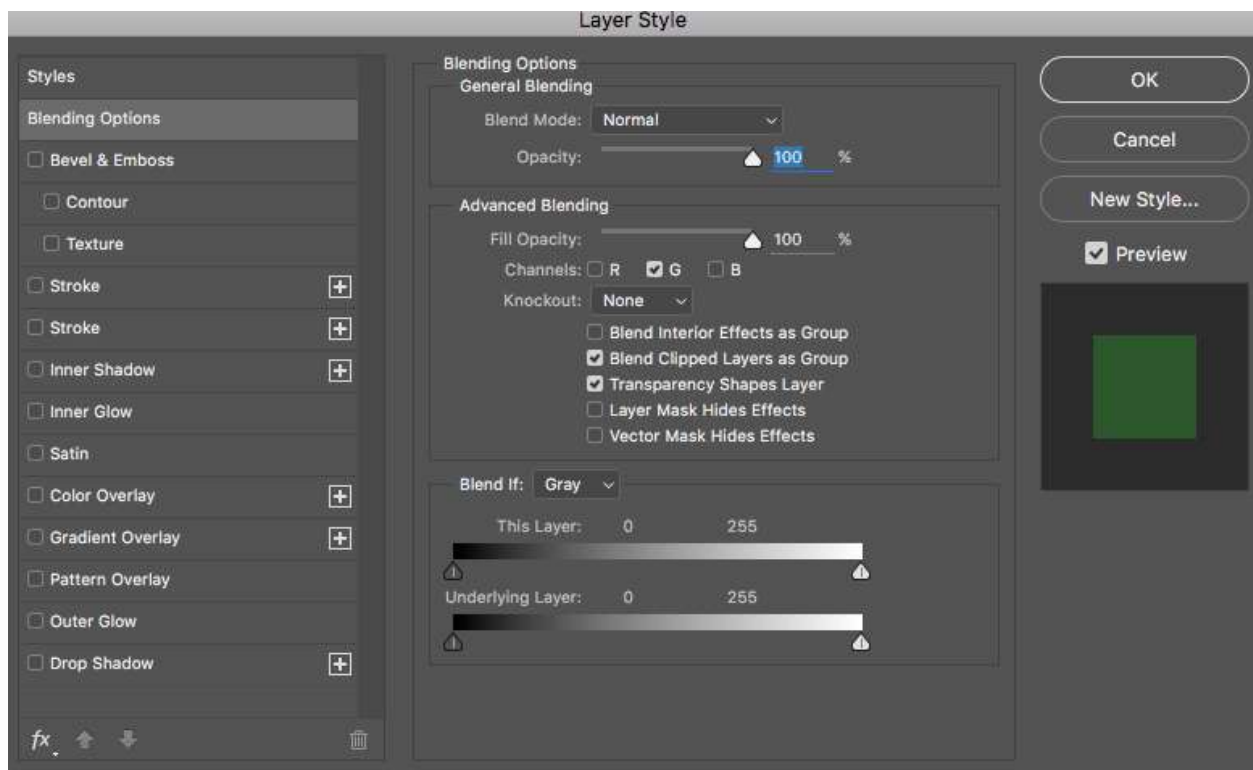 Layer Style
Styles
Blending Options
Bevel & Emboss
Contour
Texture
Stroke
Stroke
Inner Shadow
Inner Glow
Satin
Color Overlay
Gradient Overlay
Pattern Overlay
Outer Glow
Drop Shadow
fx
Blending Options
General Blending
Blend Mode: Normal
Opacity: 100 %
Advanced Blending
Fill Opacity: 100 %
Channels: R G B
Knockout: None
Blend Interior Effects as Group
Blend Clipped Layers as Group
Transparency Shapes Layer
Layer Mask Hides Effects
Vector Mask Hides Effects
Blend If: Gray
This Layer: 0 255
Underlying Layer: 0 255
OK
Cancel
New Style...
Preview